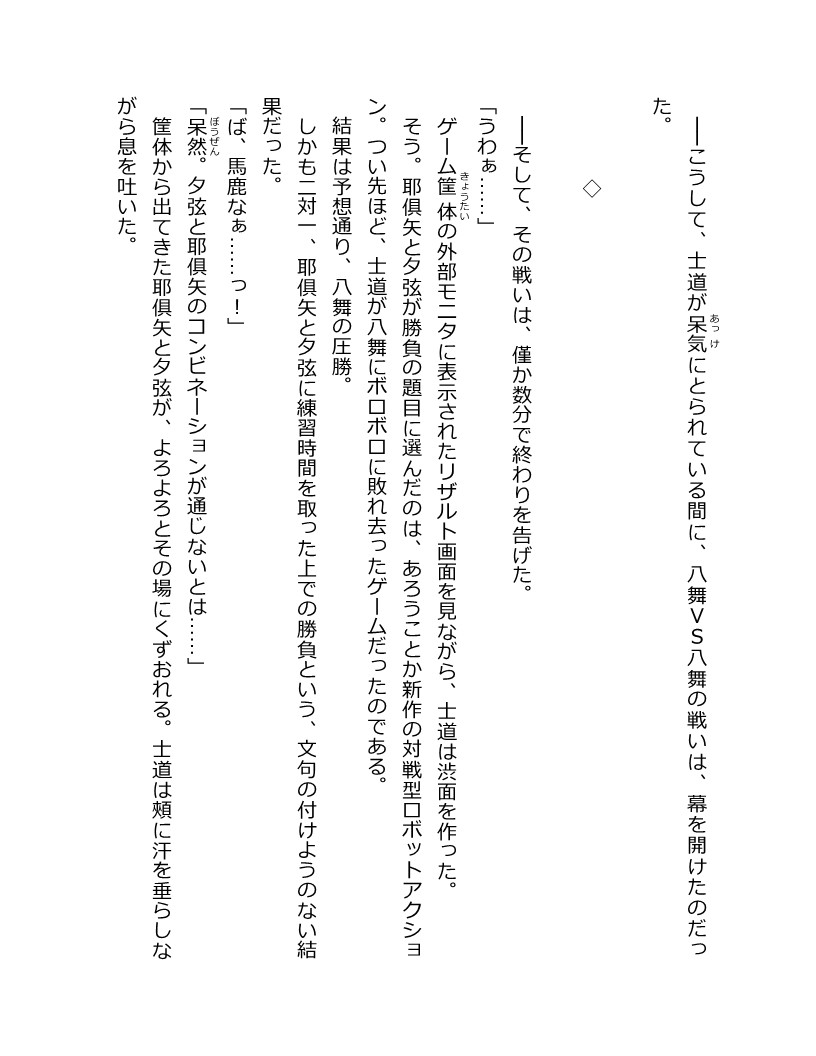 ――こうして、士道が呆気にとられている間に、八舞ＶＳ八舞の戦いは、幕を開けたのだっ
た。
◇
――そして、その戦いは、僅か数分で終わりを告げた。
「うわぁ……」
ゲーム筐体の外部モニタに表示されたリザルト画面を見ながら、士道は渋面を作った。
そう。耶倶矢と夕弦が勝負の題目に選んだのは、あろうことか新作の対戦型ロボットアクショ
ン。つい先ほど、士道が八舞にボロボロに敗れ去ったゲームだったのである。
結果は予想通り、八舞の圧勝。
しかも二対一、耶倶矢と夕弦に練習時間を取った上での勝負という、文句の付けようのない結
果だった。
「ば、馬鹿なぁ……っ！」
「呆然。夕弦と耶倶矢のコンビネーションが通じないとは……」
筐体から出てきた耶倶矢と夕弦が、よろよろとその場にくずおれる。士道は頰に汗を垂らしな
がら息を吐いた。